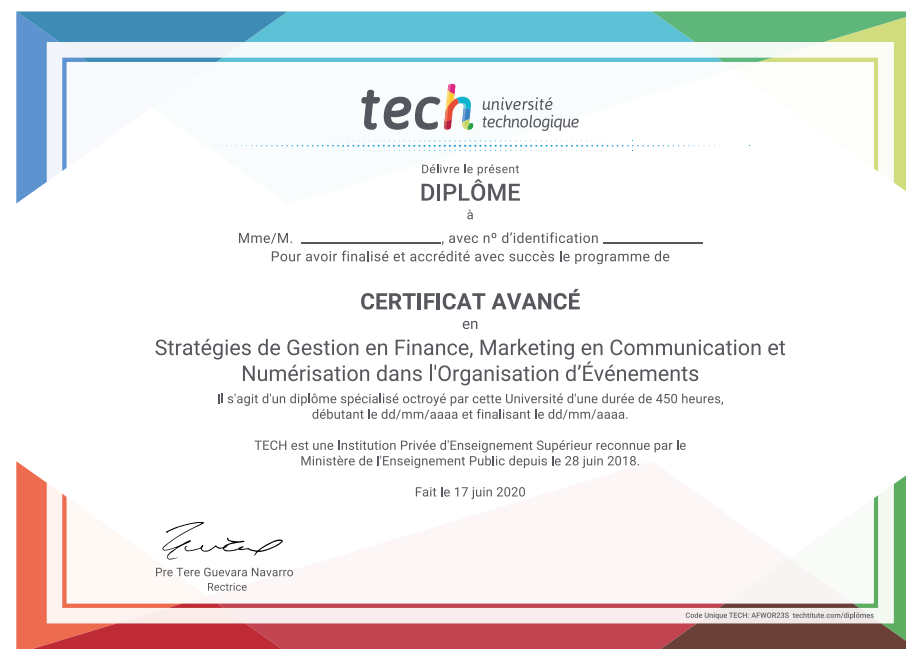 tech université
technologique
Délivre le présent
DIPLÔME
à
Mme/M. ____________________, avec nº d'identification ______________
Pour avoir finalisé et accrédité avec succès le programme de
CERTIFICAT AVANCÉ
en
Stratégies de Gestion en Finance, Marketing en Communication et
Numérisation dans l'Organisation d'Événements
Il s'agit d'un diplôme spécialisé octroyé par cette Université d'une durée de 450 heures,
débutant le dd/mm/aaaa et finalisant le dd/mm/aaaa.
TECH est une Institution Privée d'Enseignement Supérieur reconnue par le
Ministère de l'Enseignement Public depuis le 28 juin 2018.
Fait le 17 juin 2020
Pre Tere Guevara Navarro
Rectrice
Code Unique TECH: AFWOR23S techtitute.com/diplômes